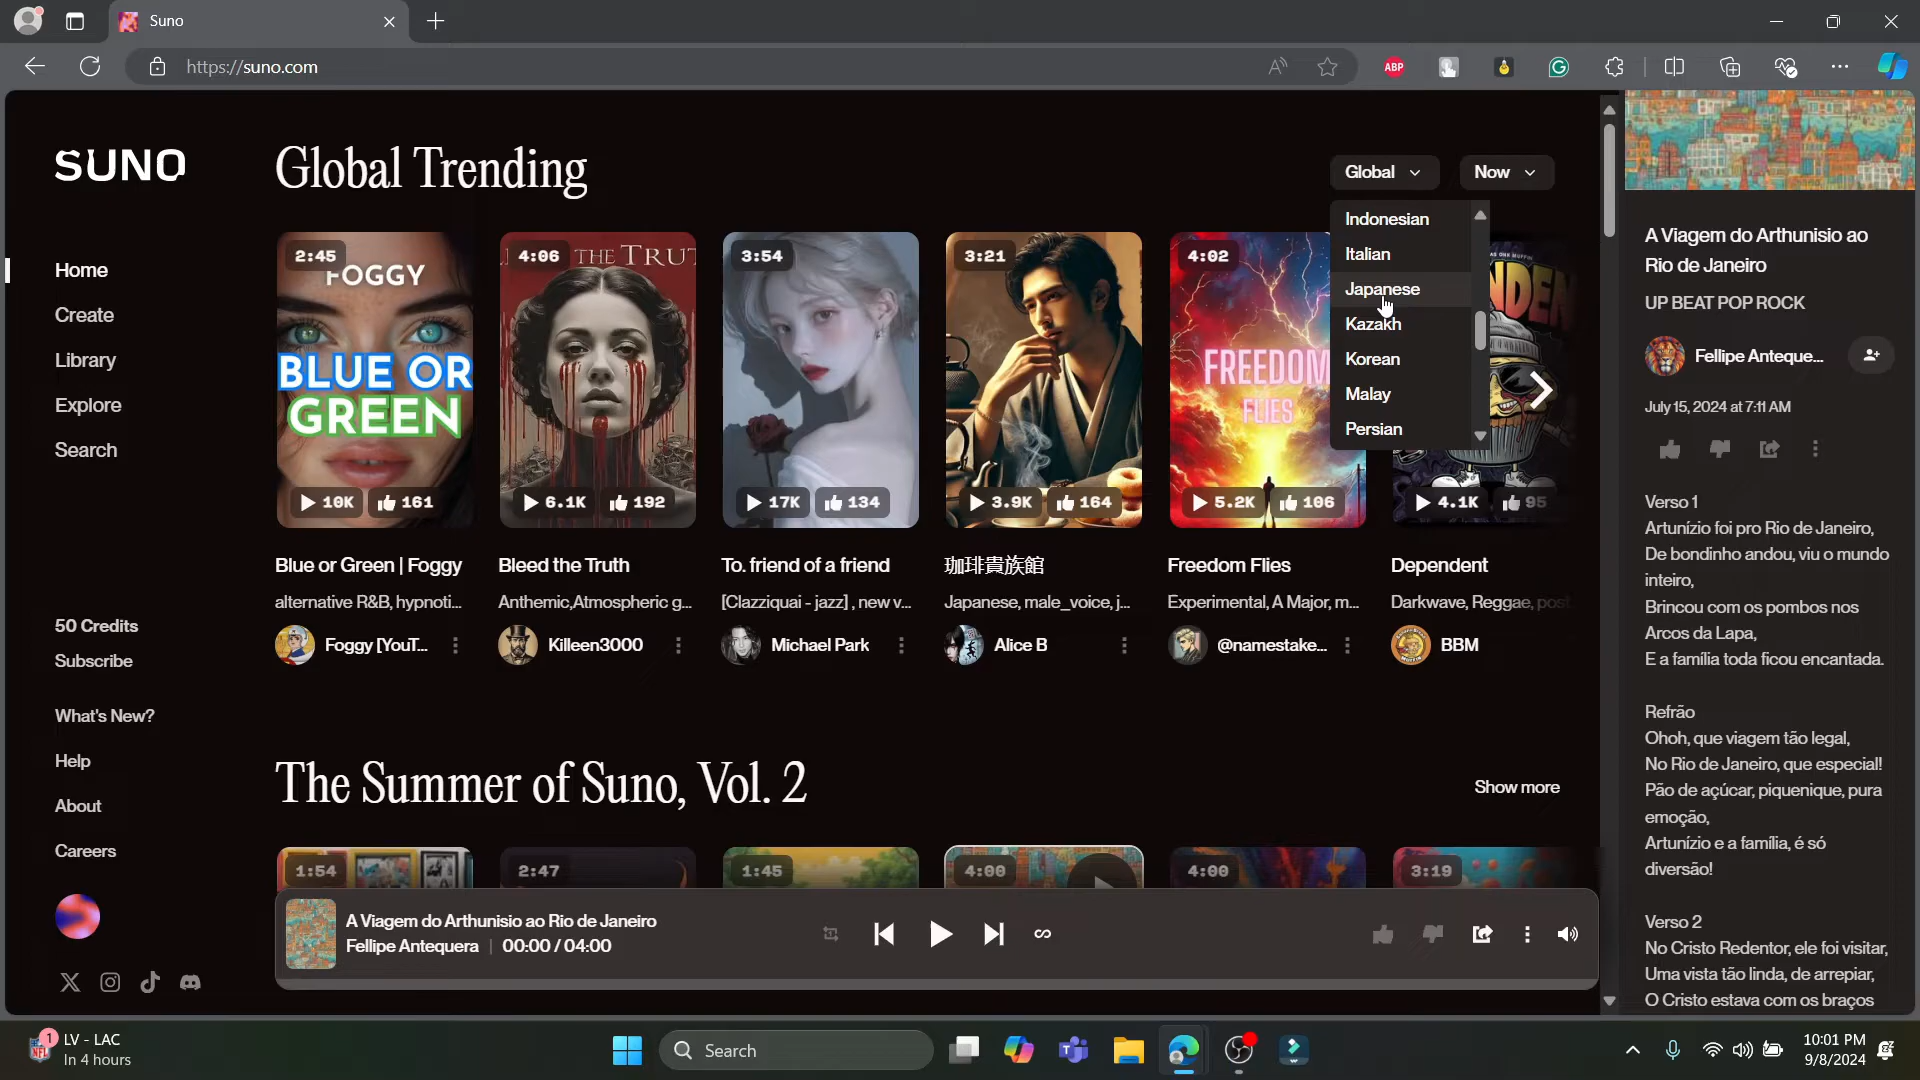 Suno
https://suno.com
ABP
SUNO
Home
Create
Library
Explore
Search
50 Credits
Subscribe
What's New?
Help
About
Careers
Global Trending
Global
Now
Indonesian
Italian
Japanese
Kazakh
Korean
Malay
Persian
2:45
FOGGY
BLUE OR
GREEN
10K
161
Blue or Green | Foggy
alternative R&B, hypnoti...
Foggy [YouT...
4:06
THE TRUT
6.1K
192
Bleed the Truth
Anthemic,Atmospheric g...
Killeen3000
3:54
17K
134
To. friend of a friend
[Clazziquai - jazz] , new v...
Michael Park
3:21
3.9K
164
珈琲貴族館
Japanese, male_voice, j...
Alice B
4:02
FREEDOM
FLIES
5.2K
106
Freedom Flies
Experimental, A Major, m...
@namestake...
NDEN
4.1K
95
Dependent
Darkwave, Reggae, post
BBM
The Summer of Suno, Vol. 2
Show more
1:54
2:47
1:45
4:00
4:00
3:19
A Viagem do Arthunisio ao Rio de Janeiro
Fellipe Antequera | 00:00 / 04:00
A Viagem do Arthunisio ao
Rio de Janeiro
UP BEAT POP ROCK
Fellipe Anteque...
July 15, 2024 at 7:11 AM
Verso 1
Artunízio foi pro Rio de Janeiro,
De bondinho andou, viu o mundo
inteiro,
Brincou com os pombos nos
Arcos da Lapa,
E a família toda ficou encantada.
Refrão
Ohoh, que viagem tão legal,
No Rio de Janeiro, que especial!
Pão de açúcar, piquenique, pura
emoção,
Artunízio e a família, é só
diversão!
Verso 2
No Cristo Redentor, ele foi visitar,
Uma vista tão linda, de arrepiar,
O Cristo estava com os braços
1
LV - LAC
In 4 hours
Search
10:01 PM
9/8/2024